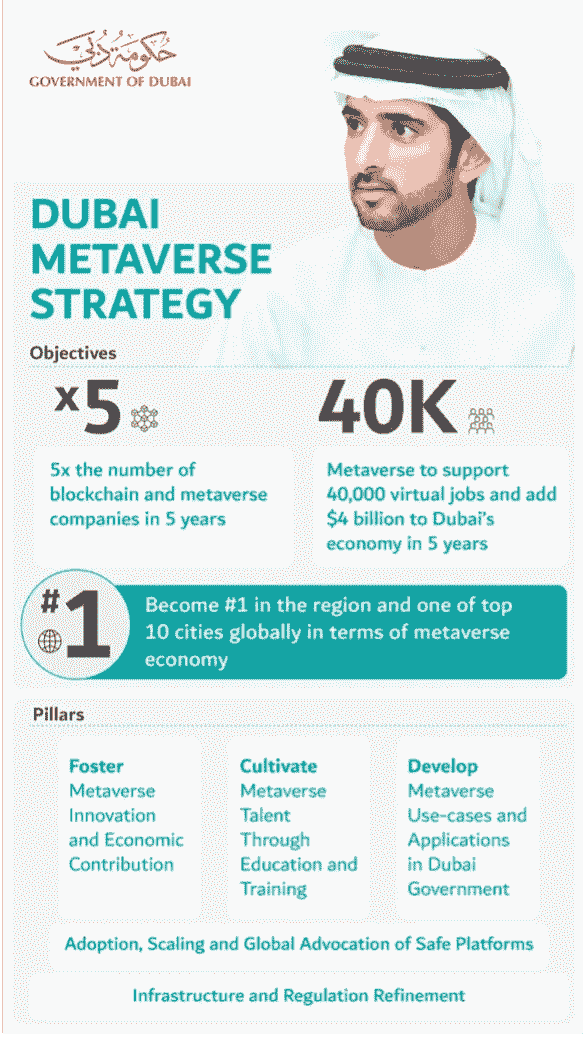 حكومة دبي
GOVERNMENT OF DUBAI
DUBAI
METAVERSE
STRATEGY
Objectives
x5
40K
5x the number of
blockchain and metaverse
companies in 5 years
Metaverse to support
40,000 virtual jobs and add
$4 billion to Dubai's
economy in 5 years
#1
Become #1 in the region and one of top
10 cities globally in terms of metaverse
economy
Pillars
Foster
Metaverse
Innovation
and Economic
Contribution
Cultivate
Metaverse
Talent
Through
Education and
Training
Develop
Metaverse
Use-cases and
Applications
in Dubai
Government
Adoption, Scaling and Global Advocation of Safe Platforms
Infrastructure and Regulation Refinement